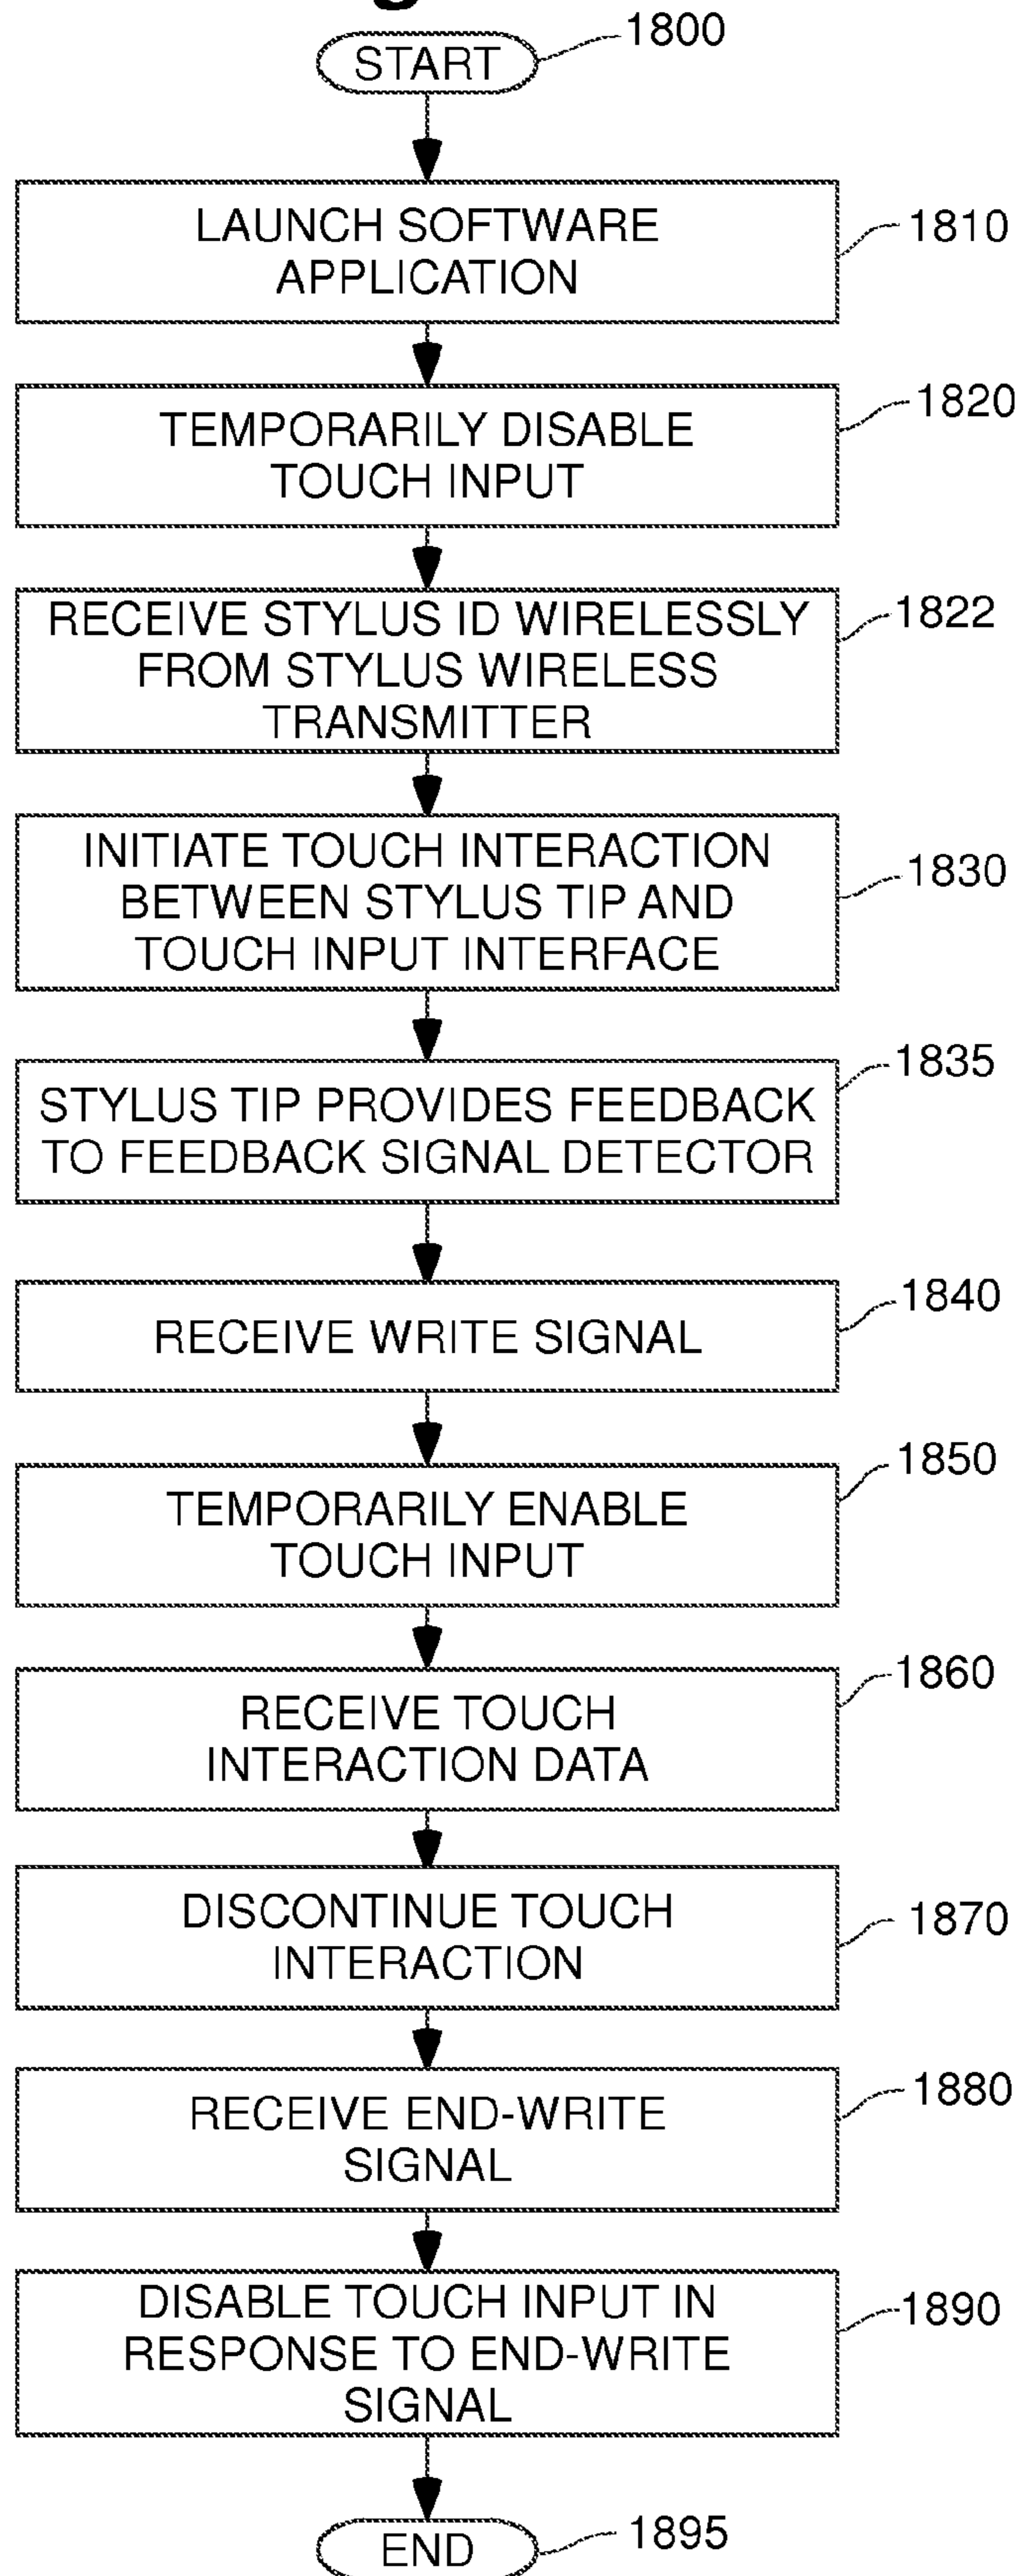 START
1800
LAUNCH SOFTWARE
APPLICATION
1810
TEMPORARILY DISABLE
TOUCH INPUT
1820
RECEIVE STYLUS ID WIRELESSLY
FROM STYLUS WIRELESS
TRANSMITTER
1822
INITIATE TOUCH INTERACTION
BETWEEN STYLUS TIP AND
TOUCH INPUT INTERFACE
1830
STYLUS TIP PROVIDES FEEDBACK
TO FEEDBACK SIGNAL DETECTOR
1835
RECEIVE WRITE SIGNAL
1840
TEMPORARILY ENABLE
TOUCH INPUT
1850
RECEIVE TOUCH
INTERACTION DATA
1860
DISCONTINUE TOUCH
INTERACTION
1870
RECEIVE END-WRITE
SIGNAL
1880
DISABLE TOUCH INPUT IN
RESPONSE TO END-WRITE
SIGNAL
1890
END
1895